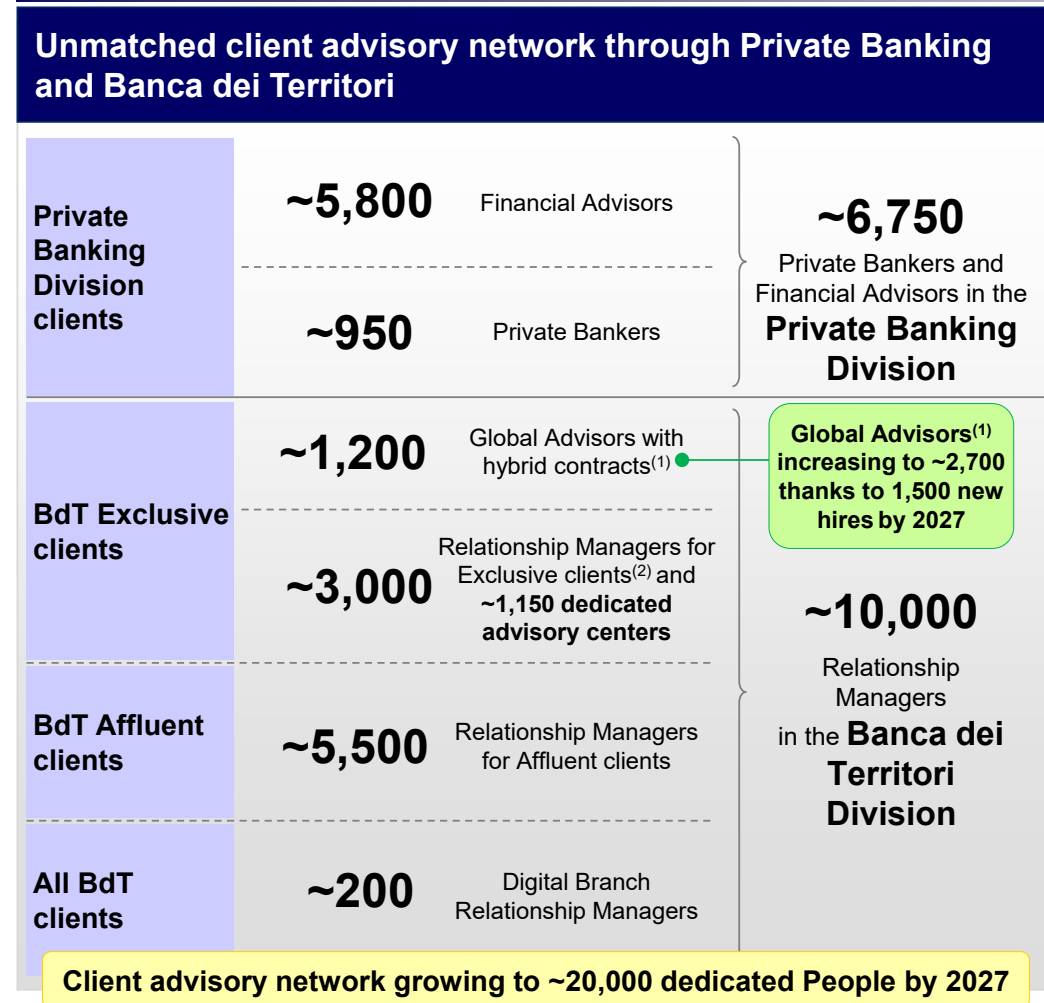 Unmatched client advisory network through Private Banking
and Banca dei Territori
Private
Banking
Division
clients
~5,800
Financial Advisors
~950
Private Bankers
~6,750
Private Bankers and
Financial Advisors in the
Private Banking
Division
BdT Exclusive
clients
~1,200
Global Advisors with
hybrid contracts(1)
Global Advisors(1)
increasing to ~2,700
thanks to 1,500 new
hires by 2027
~3,000
Relationship Managers for
Exclusive clients(2) and
~1,150 dedicated
advisory centers
BdT Affluent
clients
~5,500
Relationship Managers
for Affluent clients
All BdT
clients
~200
Digital Branch
Relationship Managers
~10,000
Relationship
Managers
in the Banca dei
Territori
Division
Client advisory network growing to ~20,000 dedicated People by 2027